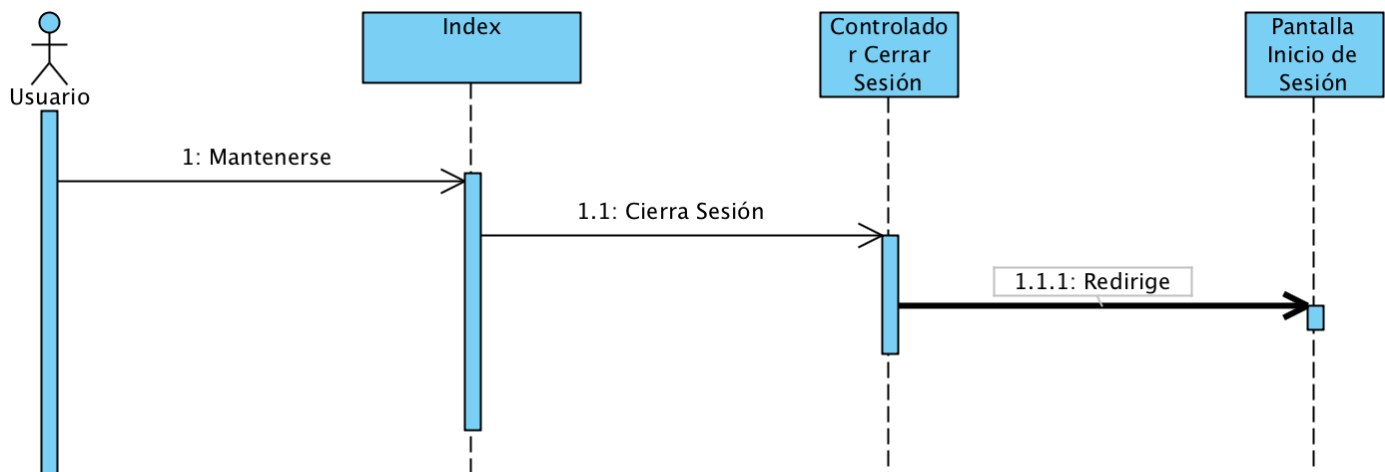 Usuario
Index
Controlado
r Cerrar
Sesión
Pantalla
Inicio de
Sesión
1: Mantenerse
1.1: Cierra Sesión
1.1.1: Redirige